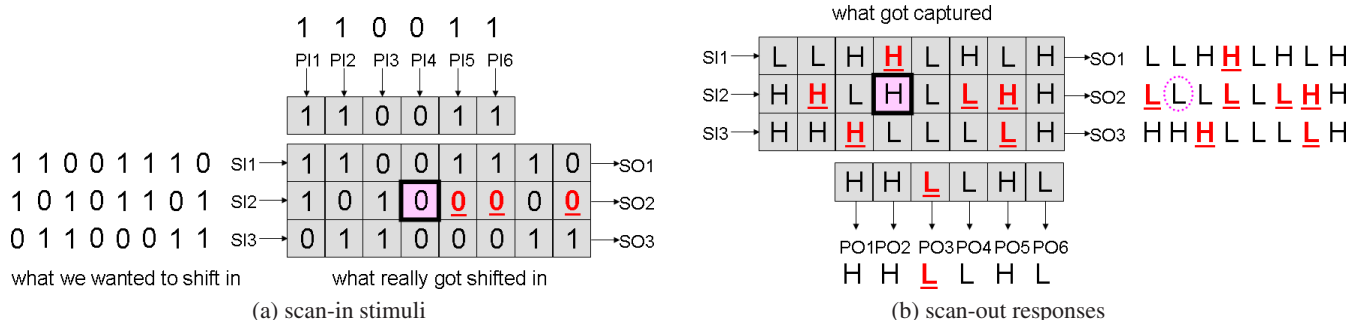 1 1 0 0 1 1
PI1 PI2 PI3 PI4 PI5 PI6
1 1 0 0 1 1
1 1 0 0 1 1 1 0 SI1 1 1 0 0 1 1 1 0 SO1
1 0 1 0 1 1 0 1 SI2 1 0 1 0 0 0 0 0 SO2
0 1 1 0 0 0 1 1 SI3 0 1 1 0 0 0 1 1 SO3
what we wanted to shift in what really got shifted in
(a) scan-in stimuli
what got captured
SI1 L L H H L H L H SO1 L L H H L H L H
SI2 H H L H L L H H SO2 L L L L L L H H
SI3 H H H L L L L H SO3 H H H L L L L H
H H L L H L
PO1 PO2 PO3 PO4 PO5 PO6
H H L L H L
(b) scan-out responses